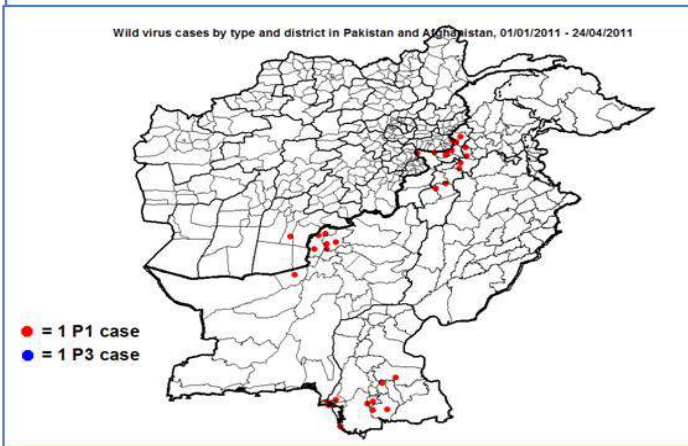 Wild virus cases by type and district in Pakistan and Afghanistan, 01/01/2011 - 24/04/2011
= 1 P1 case
= 1 P3 case